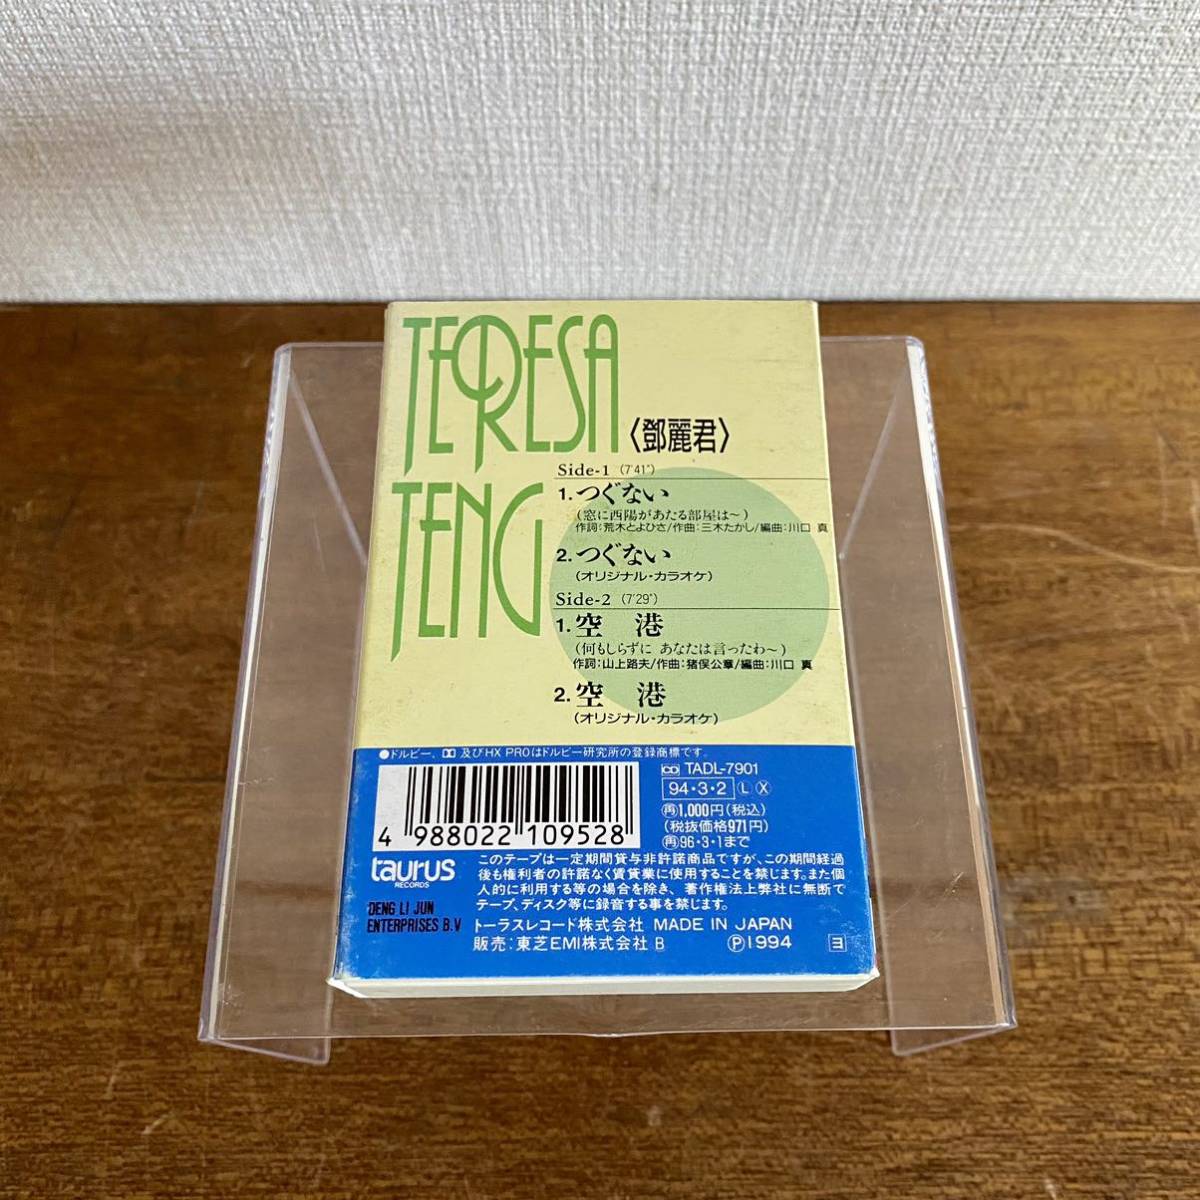 TERESA
TENG
〈鄧麗君〉
Side-1 (7'41")
1. つぐない
(窓に西陽があたる部屋は～)
作詞:荒木とよひさ/作曲:三木たかし/編曲:川口 真
2. つぐない
(オリジナル・カラオケ)
Side-2 (7'29")
1. 空 港
(何もしらずに あなたは言ったわ～)
作詞:山上路夫/作曲:猪俣公章/編曲:川口 真
2. 空 港
(オリジナル・カラオケ)
●ドルビー、 及びHX PROはドルビー研究所の登録商標です。
4 988022 109528
CD TADL-7901
94・3・2 Ⓛ Ⓧ
㊢1,000円(税込)
(税抜価格971円)
再96・3・1まで
taurus
RECORDS
DENG LI JUN
ENTERPRISES B.V
このテープは一定期間貸与非許諾商品ですが、この期間経過
後も権利者の許諾なく賃貸業に使用することを禁じます。また個
人的に利用する等の場合を除き、著作権法上弊社に無断で
テープ、ディスク等に録音する事を禁じます。
トーラスレコード株式会社 MADE IN JAPAN
販売:東芝EMI株式会社 B Ⓟ1994 ヨ